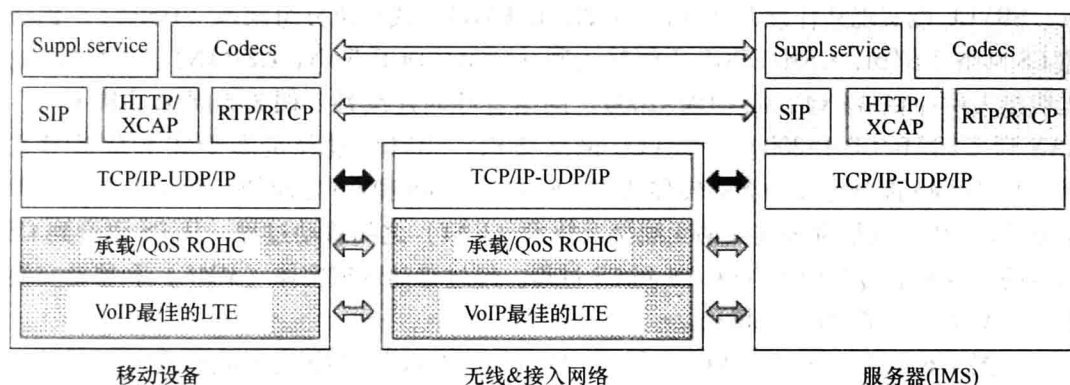 Suppl.service Codecs Suppl.service Codecs
SIP HTTP/XCAP RTP/RTCP SIP HTTP/XCAP RTP/RTCP
TCP/IP-UDP/IP TCP/IP-UDP/IP TCP/IP-UDP/IP
承载/QoS ROHC 承载/QoS ROHC
VoIP最佳的LTE VoIP最佳的LTE
移动设备 无线&接入网络 服务器(IMS)